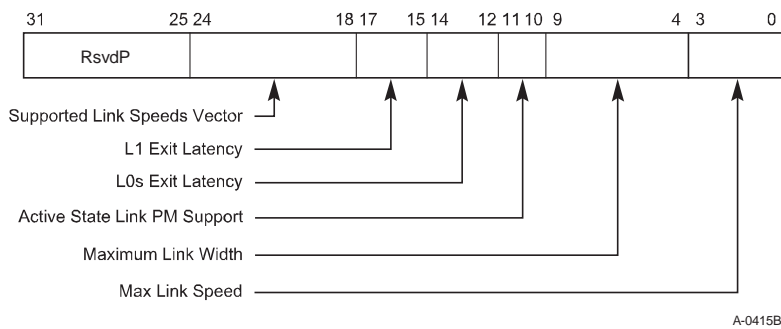 31 25 24 18 17 15 14 12 11 10 9 4 3 0
RsvdP
Supported Link Speeds Vector
L1 Exit Latency
L0s Exit Latency
Active State Link PM Support
Maximum Link Width
Max Link Speed
A-0415B